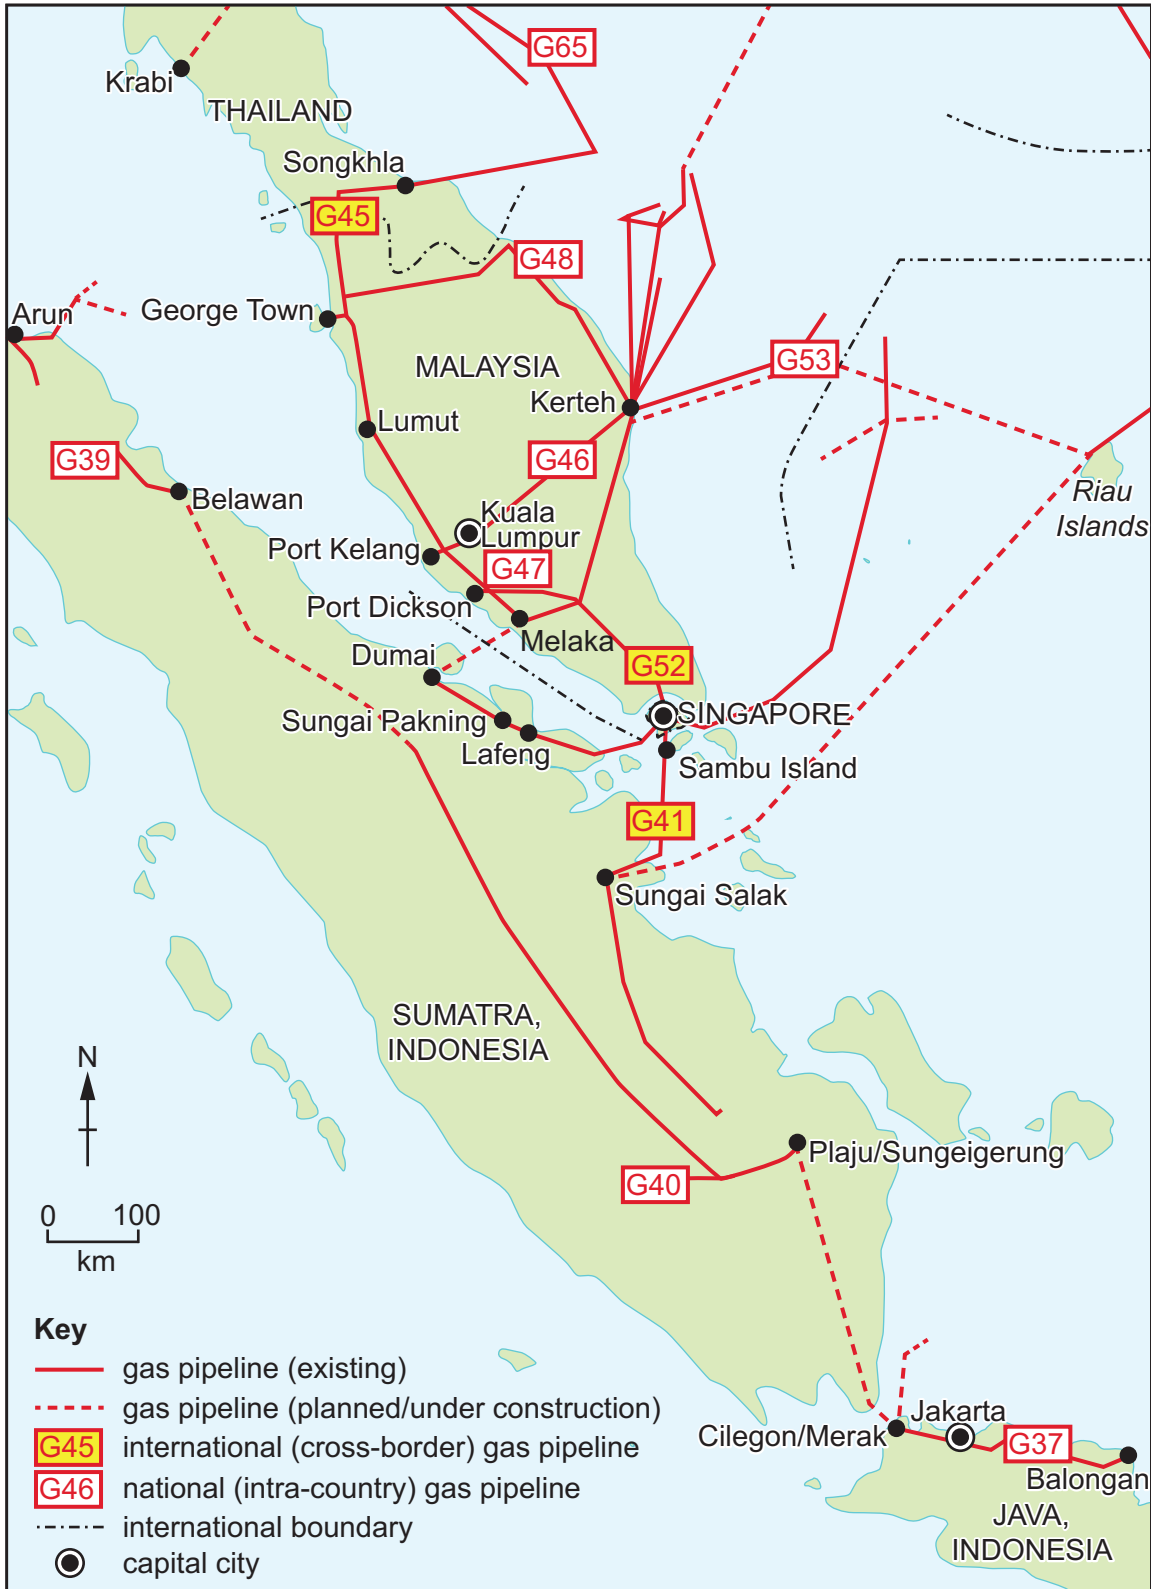 G65
Krabi
THAILAND
Songkhla
G45
G48
Arun
George Town
MALAYSIA
G53
Kerteh
Lumut
G39
G46
Belawan
Riau
Islands
Kuala
Lumpur
Port Kelang
G47
Port Dickson
Melaka
Dumai
G52
Sungai Pakning
SINGAPORE
Lafeng
Sambu Island
G41
Sungai Salak
SUMATRA,
INDONESIA
N
Plaju/Sungeigerung
G40
0 100
km
Key
gas pipeline (existing)
gas pipeline (planned/under construction)
G45 international (cross-border) gas pipeline
G46 national (intra-country) gas pipeline
international boundary
capital city
Jakarta
Cilegon/Merak
G37
Balongan
JAVA,
INDONESIA